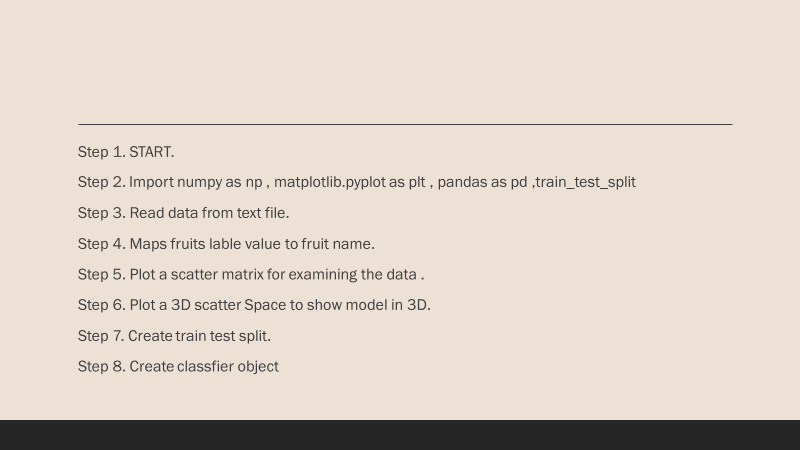 Step 1. START.
Step 2. Import numpy as np , matplotlib.pyplot as plt , pandas as pd ,train_test_split
Step 3. Read data from text file.
Step 4. Maps fruits lable value to fruit name.
Step 5. Plot a scatter matrix for examining the data .
Step 6. Plot a 3D scatter Space to show model in 3D.
Step 7. Create train test split.
Step 8. Create classfier object